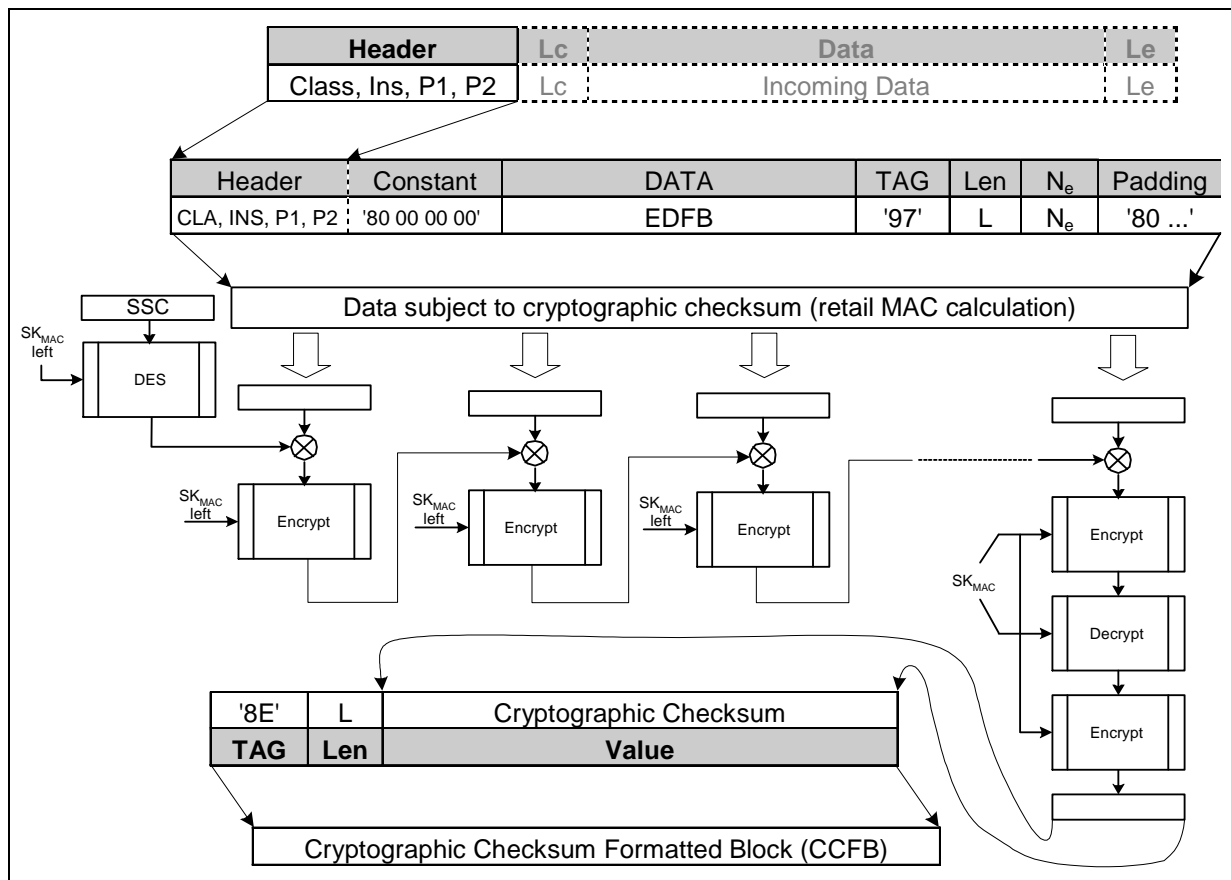 Header Lc Data Le
Class, Ins, P1, P2 Lc Incoming Data Le
Header Constant DATA TAG Len Ne Padding
CLA, INS, P1, P2 '80 00 00 00' EDFB '97' L Ne '80 ...'
Data subject to cryptographic checksum (retail MAC calculation)
SSC
SKMAC
left
DES
SKMAC
left
Encrypt
SKMAC
left
Encrypt
SKMAC
left
Encrypt
Encrypt
SKMAC
Decrypt
Encrypt
'8E' L Cryptographic Checksum
TAG Len Value
Cryptographic Checksum Formatted Block (CCFB)